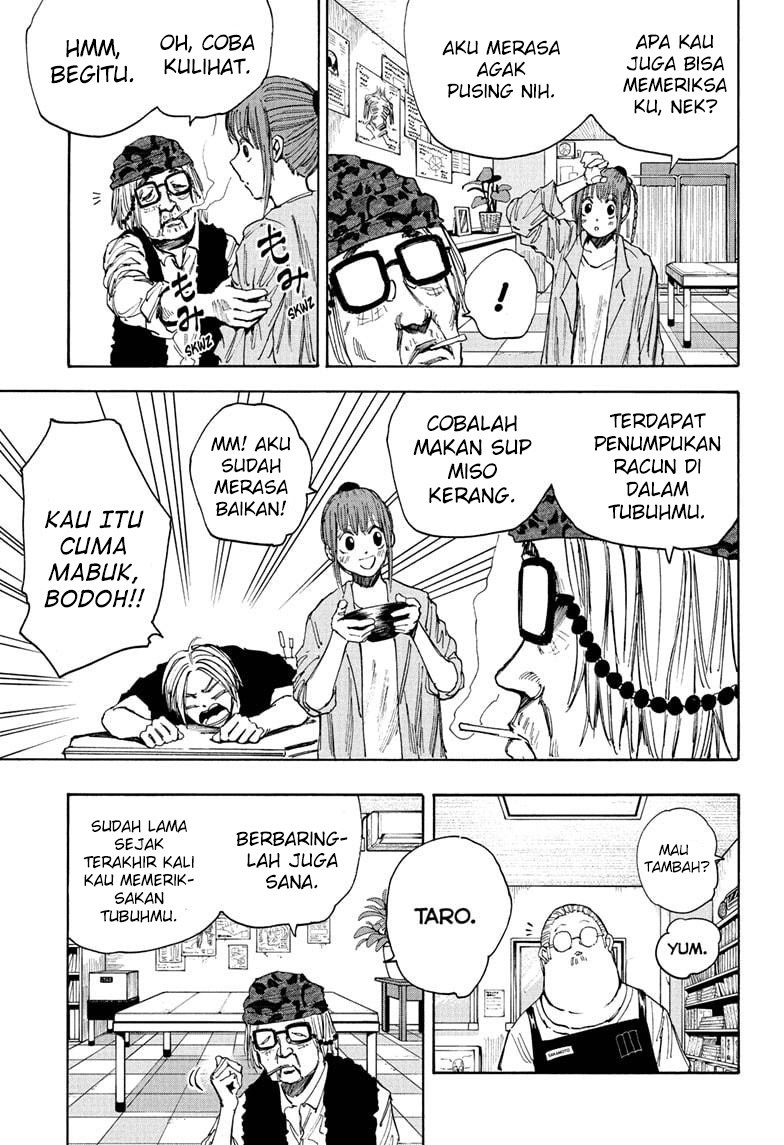 APA KAU
JUGA BISA
MEMERIKSA
KU, NEK?
AKU MERASA
AGAK
PUSING NIH.
!
OH, COBA
KULIHAT.
HMM,
BEGITU.
もみ
SKWZ
もみ
SKWZ
TERDAPAT
PENUMPUKAN
RACUN DI
DALAM
TUBUHMU.
COBALAH
MAKAN SUP
MISO
KERANG.
MM! AKU
SUDAH
MERASA
BAIKAN!
KAU ITU
CUMA
MABUK,
BODOH!!
MAU
TAMBAH?
YUM.
TARO.
SAKAMOTO
BERBARING-
LAH JUGA
SANA.
SUDAH LAMA
SEJAK
TERAKHIR KALI
KAU MEMERIK-
SAKAN
TUBUHMU.